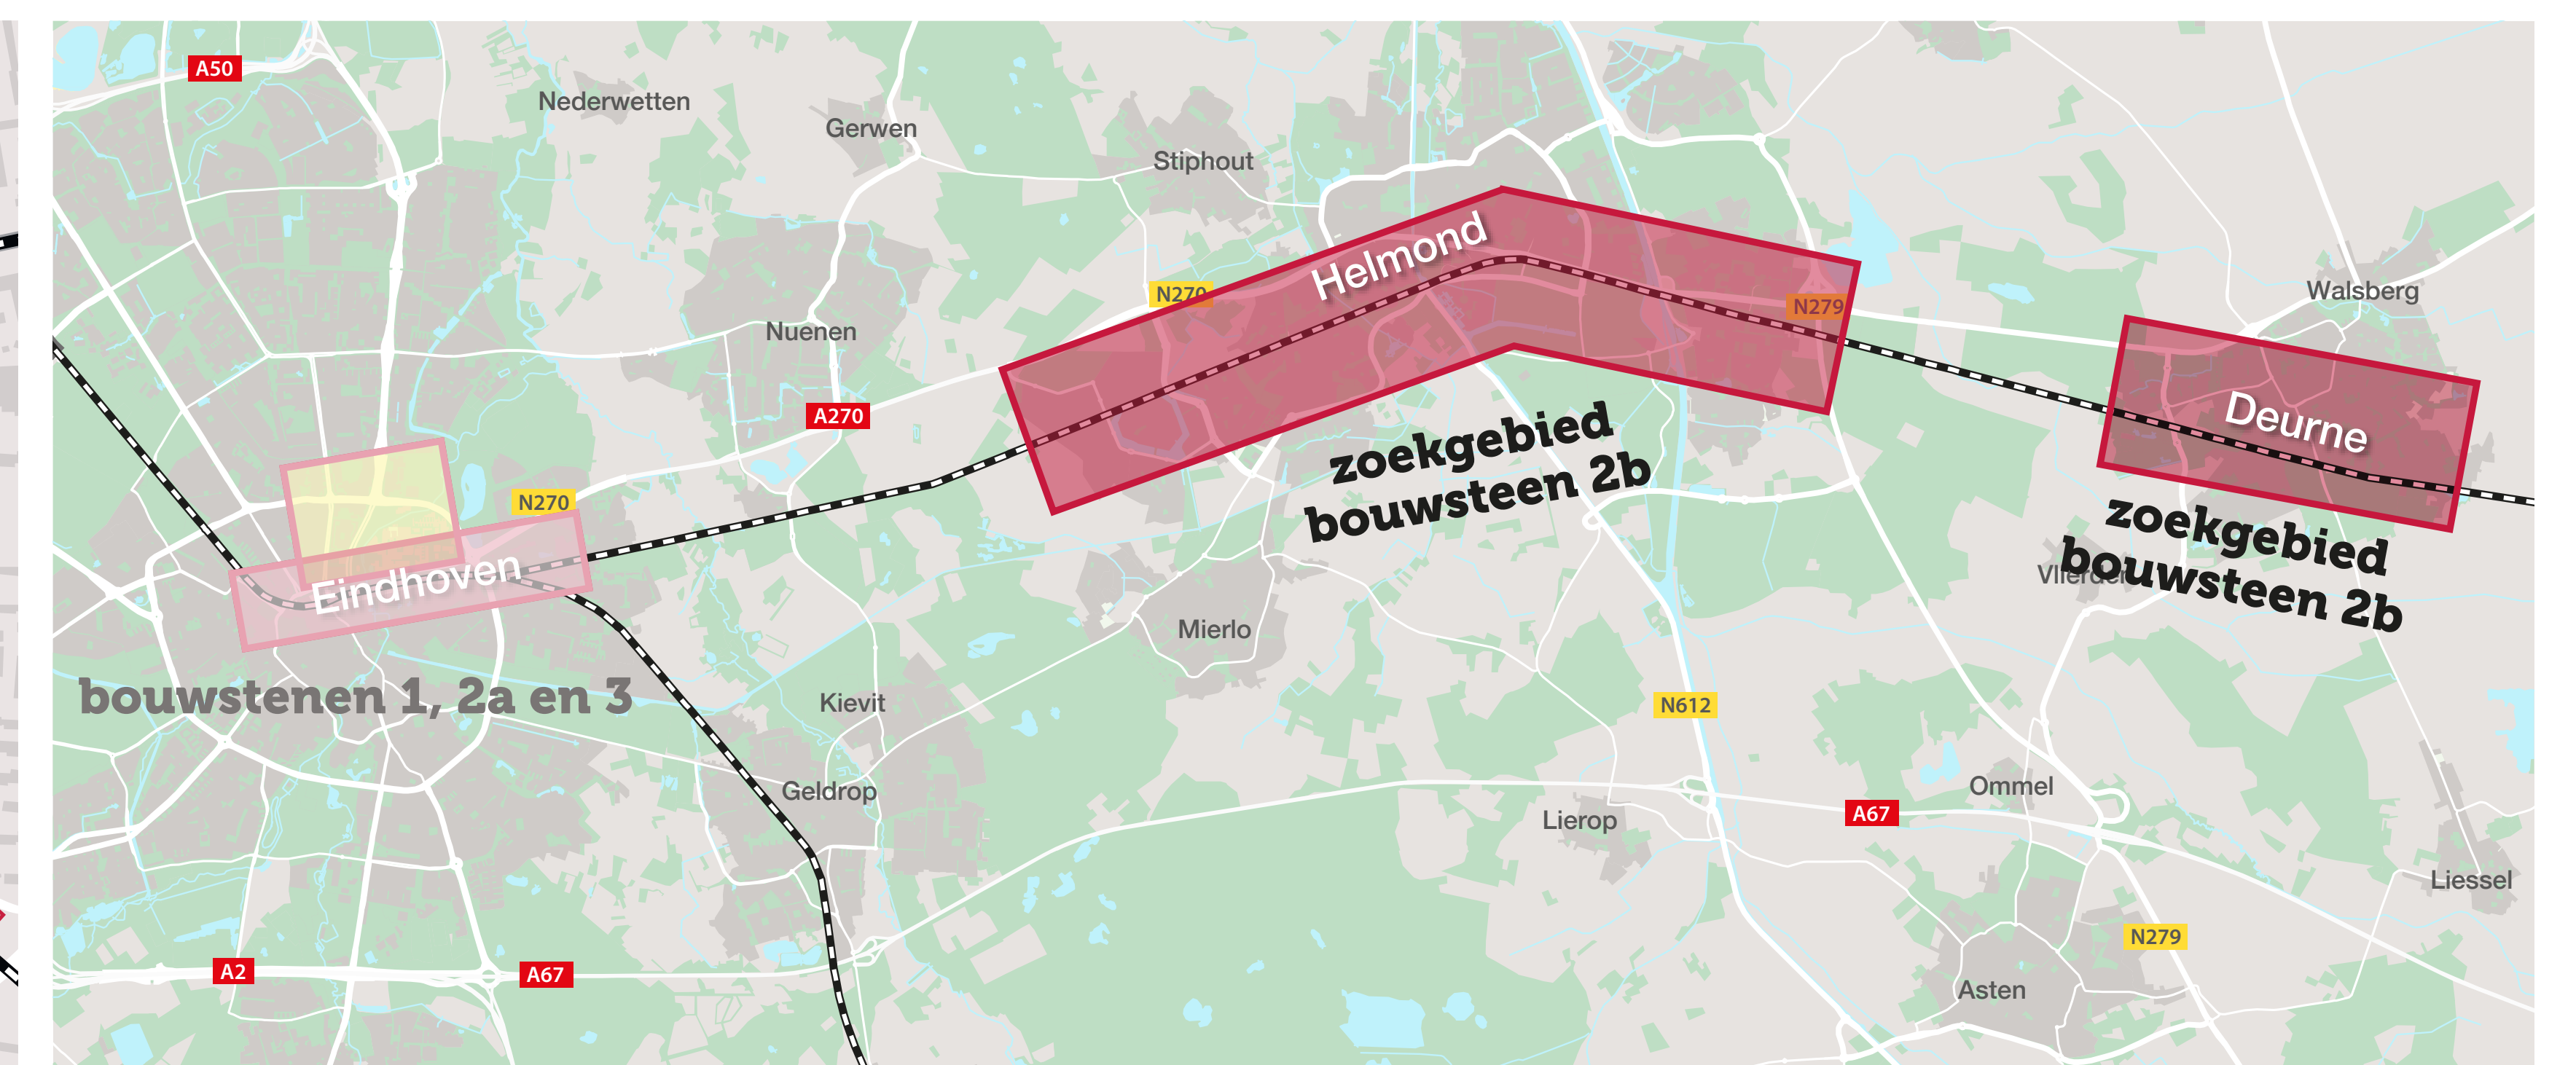 A50
Nederwetten
Gerwen
Stiphout
Helmond
N270
N279
Walsberg
Nuenen
A270
Deurne
zoekgebied
bouwsteen 2b
N270
zoekgebied
bouwsteen 2b
Eindhoven
Mierlo
bouwstenen 1, 2a en 3
Kievit
N612
Geldrop
Ommel
Lierop
A67
Liessel
N279
A2
A67
Asten